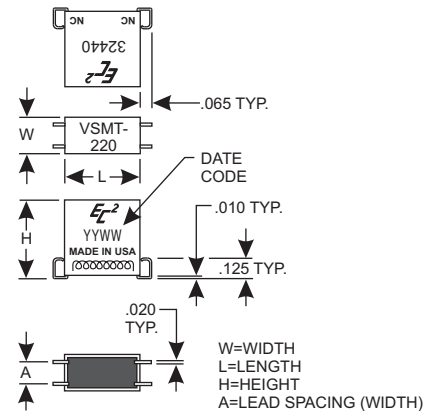 NC NC
32440
EC²
.065 TYP.
W
VSMT-
220
L
DATE
CODE
EC²
YYWW
MADE IN USA
H
.010 TYP.
.125 TYP.
.020
TYP.
A
W=WIDTH
L=LENGTH
H=HEIGHT
A=LEAD SPACING (WIDTH)